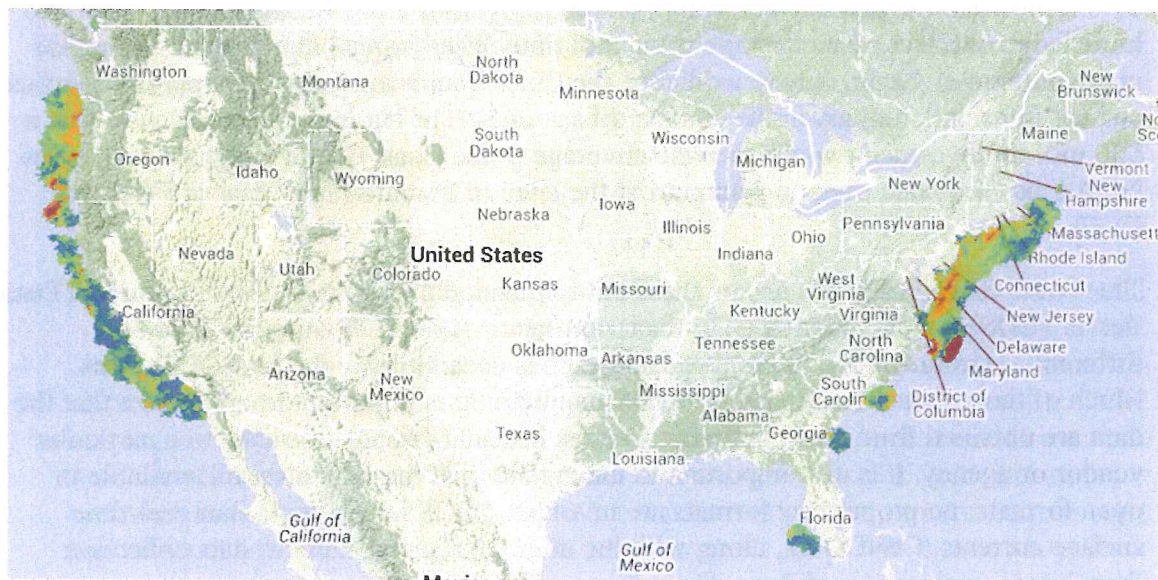 Washington
Montana
North
Dakota
Minnesota
New
Brunswick
Maine
Oregon
Idaho
Wyoming
South
Dakota
Wisconsin
Michigan
Vermont
New
Hampshire
New York
Nebraska
Iowa
Illinois
Indiana
Ohio
Pennsylvania
Massachusett
Rhode Island
Connecticut
Nevada
Utah
Colorado
United States
Kansas
Missouri
West
Virginia
Virginia
Kentucky
New Jersey
California
Delaware
Maryland
Arizona
New
Mexico
Oklahoma
Arkansas
Tennessee
North
Carolina
South
Carolina
District of
Columbia
Mississippi
Alabama
Georgia
Texas
Louisiana
Florida
Gulf of
California
Gulf of
Mexico